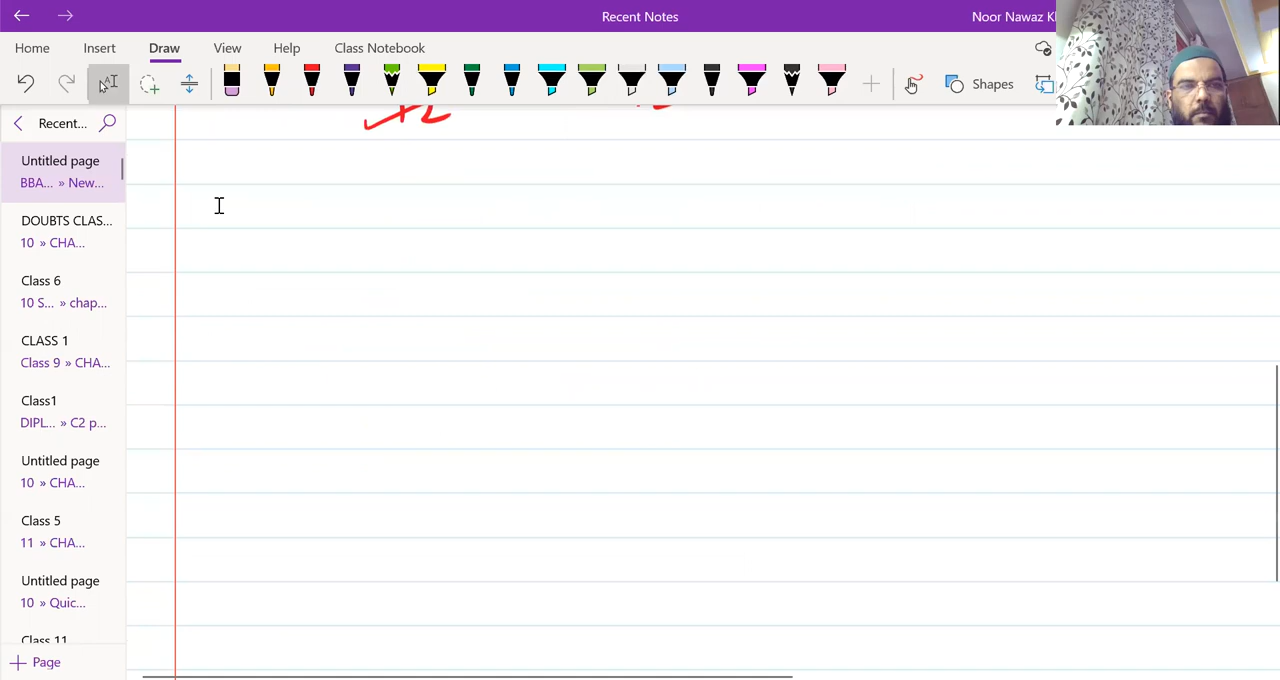 Recent Notes
Noor Nawaz Kh
Home
Insert
Draw
View
Help
Class Notebook
Shapes
Recent...
Untitled page
BBA... » New...
DOUBTS CLAS...
10 » CHA...
Class 6
10 S... » chap...
CLASS 1
Class 9 » CHA...
Class1
DIPL... » C2 p...
Untitled page
10 » CHA...
Class 5
11 » CHA...
Untitled page
10 » Quic...
Class 11
Page